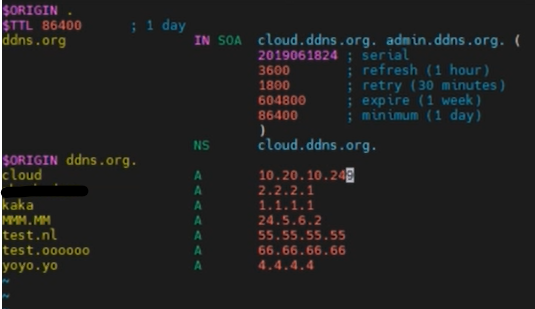 $ORIGIN .
$TTL 86400 ; 1 day
ddns.org IN SOA cloud.ddns.org. admin.ddns.org. (
2019061824 ; serial
3600 ; refresh (1 hour)
1800 ; retry (30 minutes)
604800 ; expire (1 week)
86400 ; minimum (1 day)
)
NS cloud.ddns.org.
$ORIGIN ddns.org.
cloud A 10.20.10.249
A 2.2.2.1
kaka A 1.1.1.1
MMM.MM A 24.5.6.2
test.nl A 55.55.55.55
test.oooooo A 66.66.66.66
yoyo.yo A 4.4.4.4
~
~